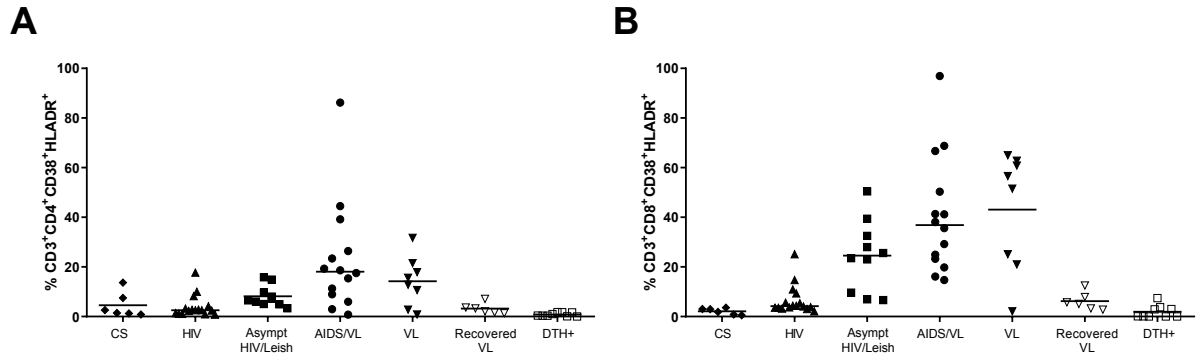 A
% CD3+CD4+CD38+HLADR+
100
80
60
40
20
0
CS
HIV
Asympt
HIV/Leish
AIDS/VL
VL
Recovered
VL
DTH+
B
% CD3+CD8+CD38+HLADR+
100
80
60
40
20
0
CS
HIV
Asympt
HIV/Leish
AIDS/VL
VL
Recovered
VL
DTH+